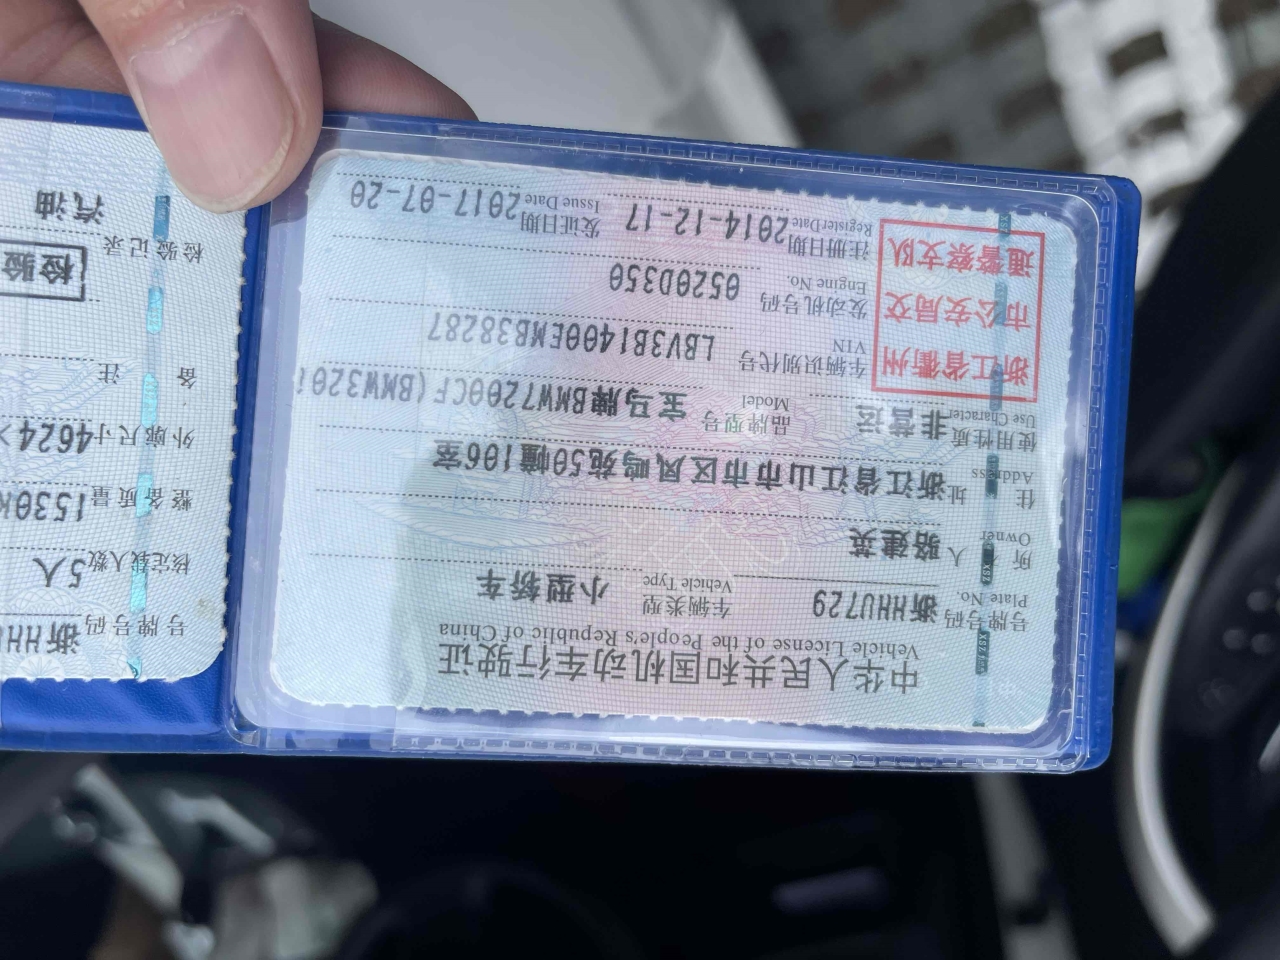 中华人民共和国机动车行驶证
Vehicle License of the People's Republic of China
号牌号码 浙HHU729 车辆类型 小型轿车
Plate No. Vehicle Type
所有人 骆建英
Owner
住址 浙江省江山市市区凤鸣苑50幢106室
Address
使用性质 非营运 品牌型号 宝马牌BMW7200CF(BMW320i
Use Character Model
浙江省衢州
市公安局交
通警察支队
车辆识别代号 LBV3B1400EMB38287
VIN
发动机号码 0520D350
Engine No.
注册日期 2014-12-17 发证日期 2017-07-20
Register Date Issue Date
号牌号码 浙HH
核定载人数 5人
整备质量 1530k
外廓尺寸 4624×
备注
检验
检验记录
汽油